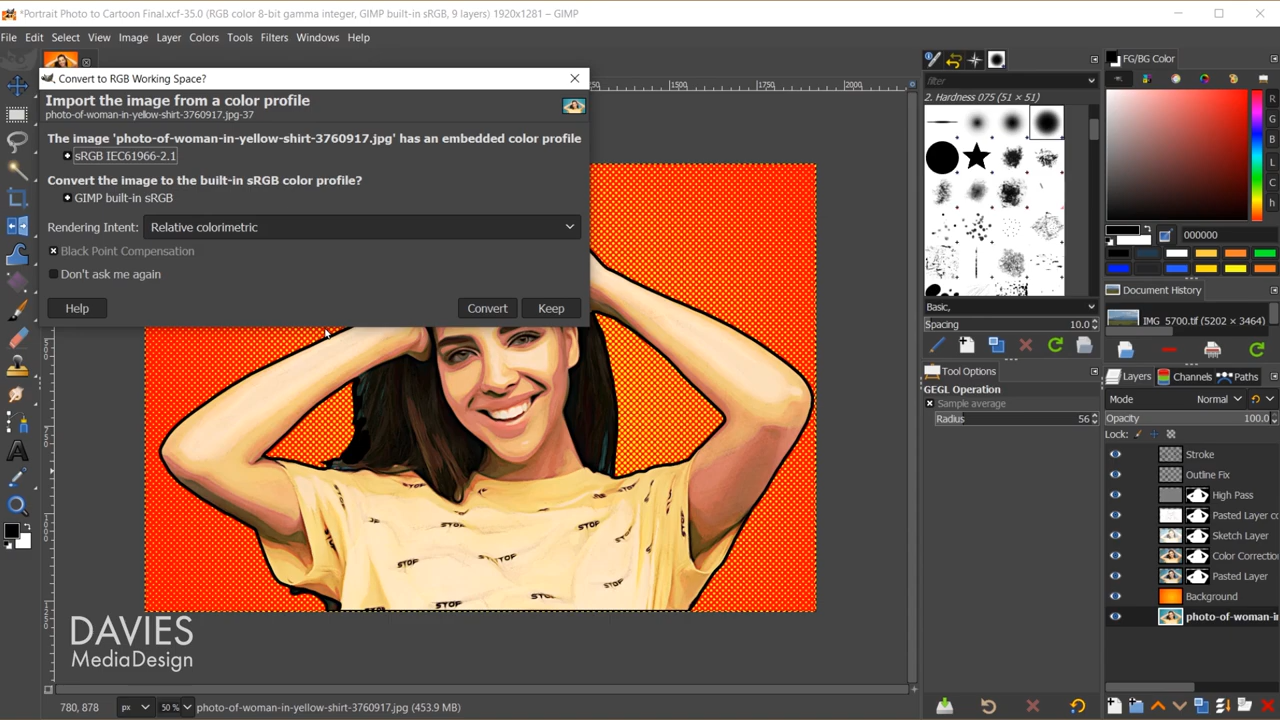 *Portrait Photo to Cartoon Final.xcf-35.0 (RGB color 8-bit gamma integer, GIMP built-in sRGB, 9 layers) 1920x1281 – GIMP
File Edit Select View Image Layer Colors Tools Filters Windows Help
Convert to RGB Working Space?
Import the image from a color profile
photo-of-woman-in-yellow-shirt-3760917.jpg-37
The image 'photo-of-woman-in-yellow-shirt-3760917.jpg' has an embedded color profile
sRGB IEC61966-2.1
Convert the image to the built-in sRGB color profile?
GIMP built-in sRGB
Rendering Intent: Relative colorimetric
Black Point Compensation
Don't ask me again
Help Convert Keep
1500 1750 2000
filter
2. Hardness 075 (51 × 51)
Basic,
Spacing 10.0
Tool Options
GEGL Operation
Sample average
Radius 56
FG/BG Color
R
G
B
L
C
h
000000
Document History
IMG_5700.tif (5202 × 3464)
Layers Channels Paths
Mode Normal
Opacity 100.0
Lock:
Stroke
Outline Fix
High Pass
Pasted Layer co
Sketch Layer
Color Correctio
Pasted Layer
Background
photo-of-woman-i
STOP
STOP
STOP
STOP
STOP
STOP
STOP
STOP
DAVIES
MediaDesign
780, 878 px 50 % photo-of-woman-in-yellow-shirt-3760917.jpg (453.9 MB)